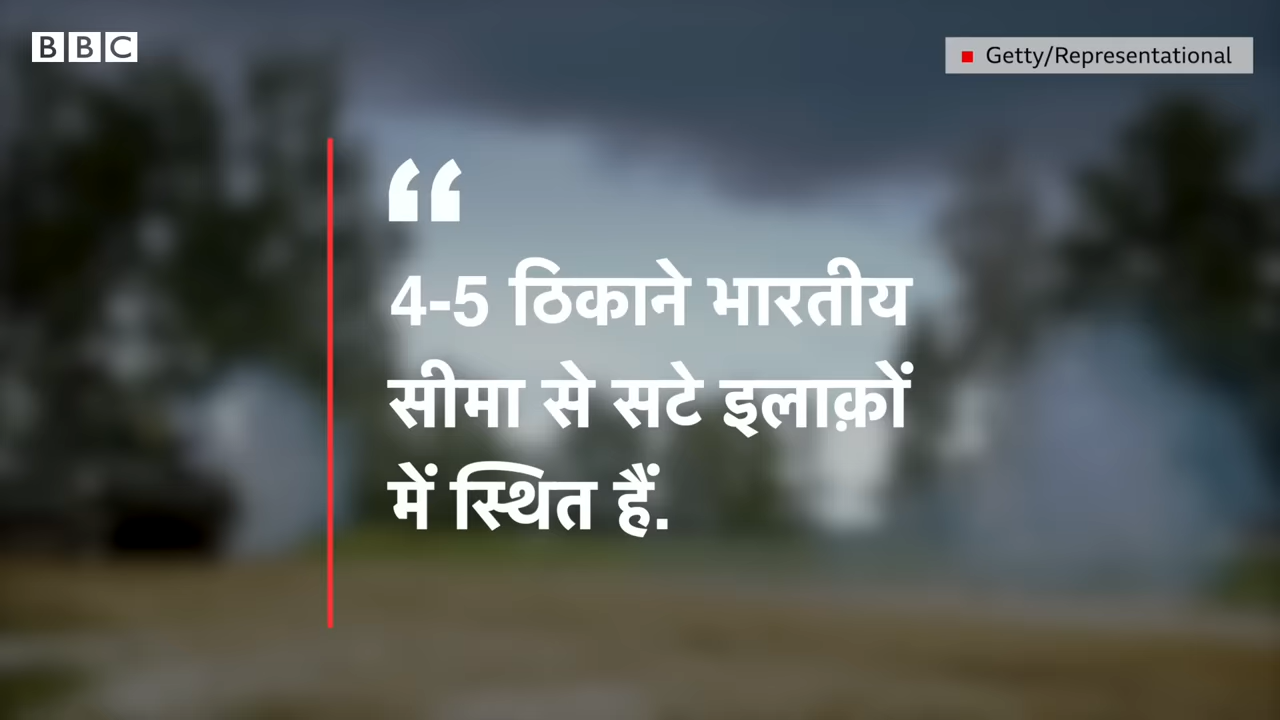 BBC
Getty/Representational
“
4-5 ठिकाने भारतीय
सीमा से सटे इलाक़ों
में स्थित हैं.